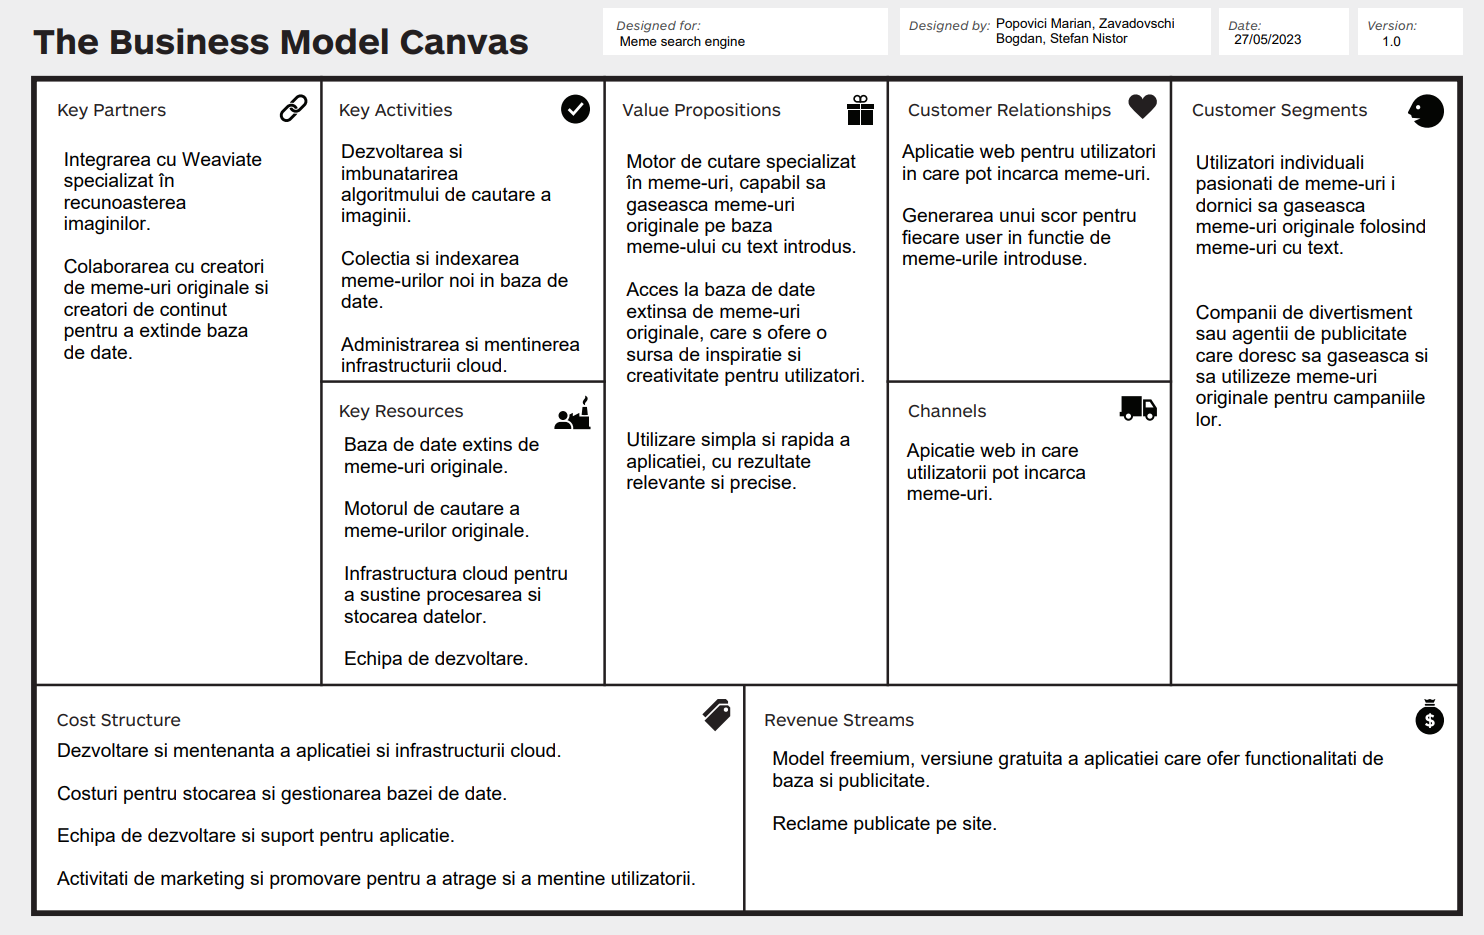 The Business Model Canvas
Designed for:
Meme search engine
Designed by:
Popovici Marian, Zavadovschi
Bogdan, Stefan Nistor
Date:
27/05/2023
Version:
1.0
Key Partners
Integrarea cu Weaviate
specializat în
recunoasterea
imaginilor.
Colaborarea cu creatori
de meme-uri originale si
creatori de continut
pentru a extinde baza
de date.
Key Activities
Dezvoltarea si
imbunatarirea
algoritmului de cautare a
imaginii.
Colectia si indexarea
meme-urilor noi in baza de
date.
Administrarea si mentinerea
infrastructurii cloud.
Key Resources
Baza de date extins de
meme-uri originale.
Motorul de cautare a
meme-urilor originale.
Infrastructura cloud pentru
a sustine procesarea si
stocarea datelor.
Echipa de dezvoltare.
Value Propositions
Motor de cutare specializat
în meme-uri, capabil sa
gaseasca meme-uri
originale pe baza
meme-ului cu text introdus.
Acces la baza de date
extinsa de meme-uri
originale, care s ofere o
sursa de inspiratie si
creativitate pentru utilizatori.
Utilizare simpla si rapida a
aplicatiei, cu rezultate
relevante si precise.
Customer Relationships
Aplicatie web pentru utilizatori
in care pot incarca meme-uri.
Generarea unui scor pentru
fiecare user in functie de
meme-urile introduse.
Channels
Apicatie web in care
utilizatorii pot incarca
meme-uri.
Customer Segments
Utilizatori individuali
pasionati de meme-uri i
dornici sa gaseasca
meme-uri originale folosind
meme-uri cu text.
Companii de divertisment
sau agentii de publicitate
care doresc sa gaseasca si
sa utilizeze meme-uri
originale pentru campaniile
lor.
Cost Structure
Dezvoltare si mentenanta a aplicatiei si infrastructurii cloud.
Costuri pentru stocarea si gestionarea bazei de date.
Echipa de dezvoltare si suport pentru aplicatie.
Activitati de marketing si promovare pentru a atrage si a mentine utilizatorii.
Revenue Streams
Model freemium, versiune gratuita a aplicatiei care ofer functionalitati de
baza si publicitate.
Reclame publicate pe site.